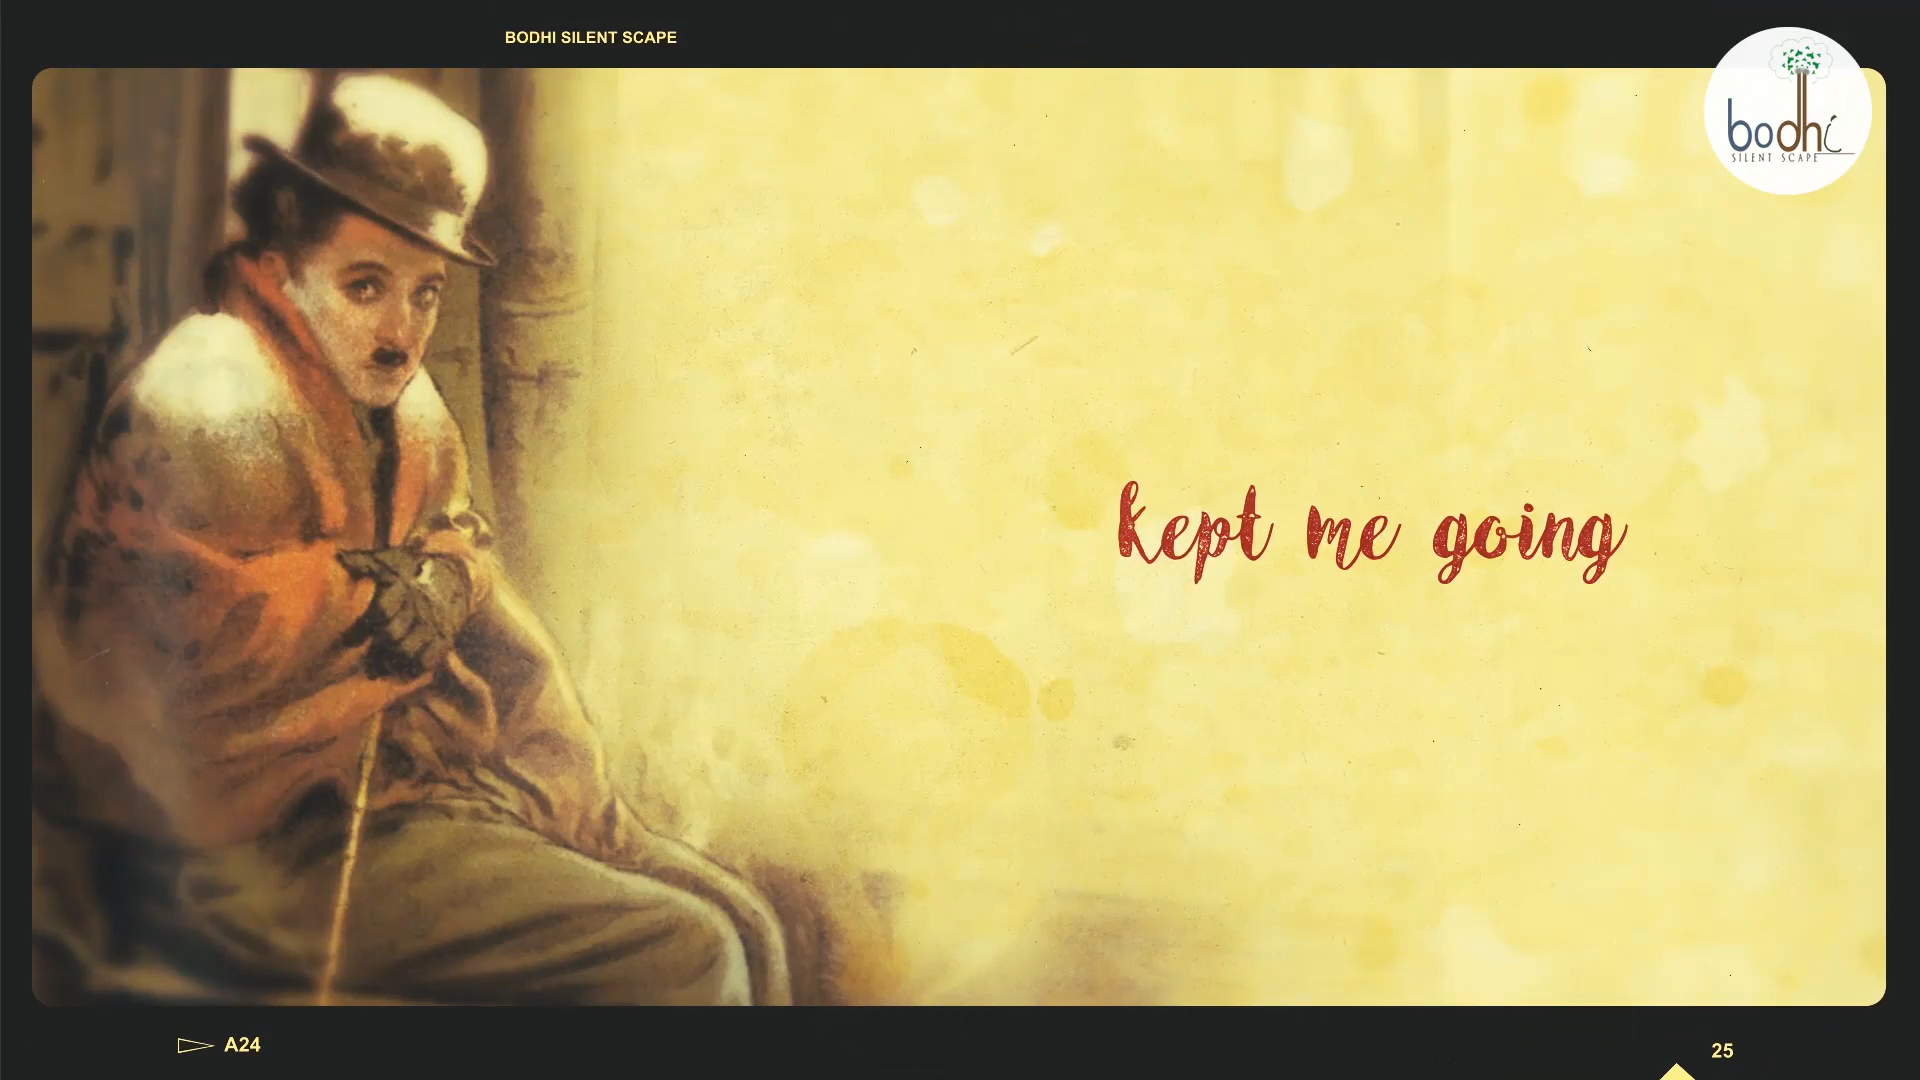 BODHI SILENT SCAPE
bodhi
SILENT SCAPE
kept me going
A24
25